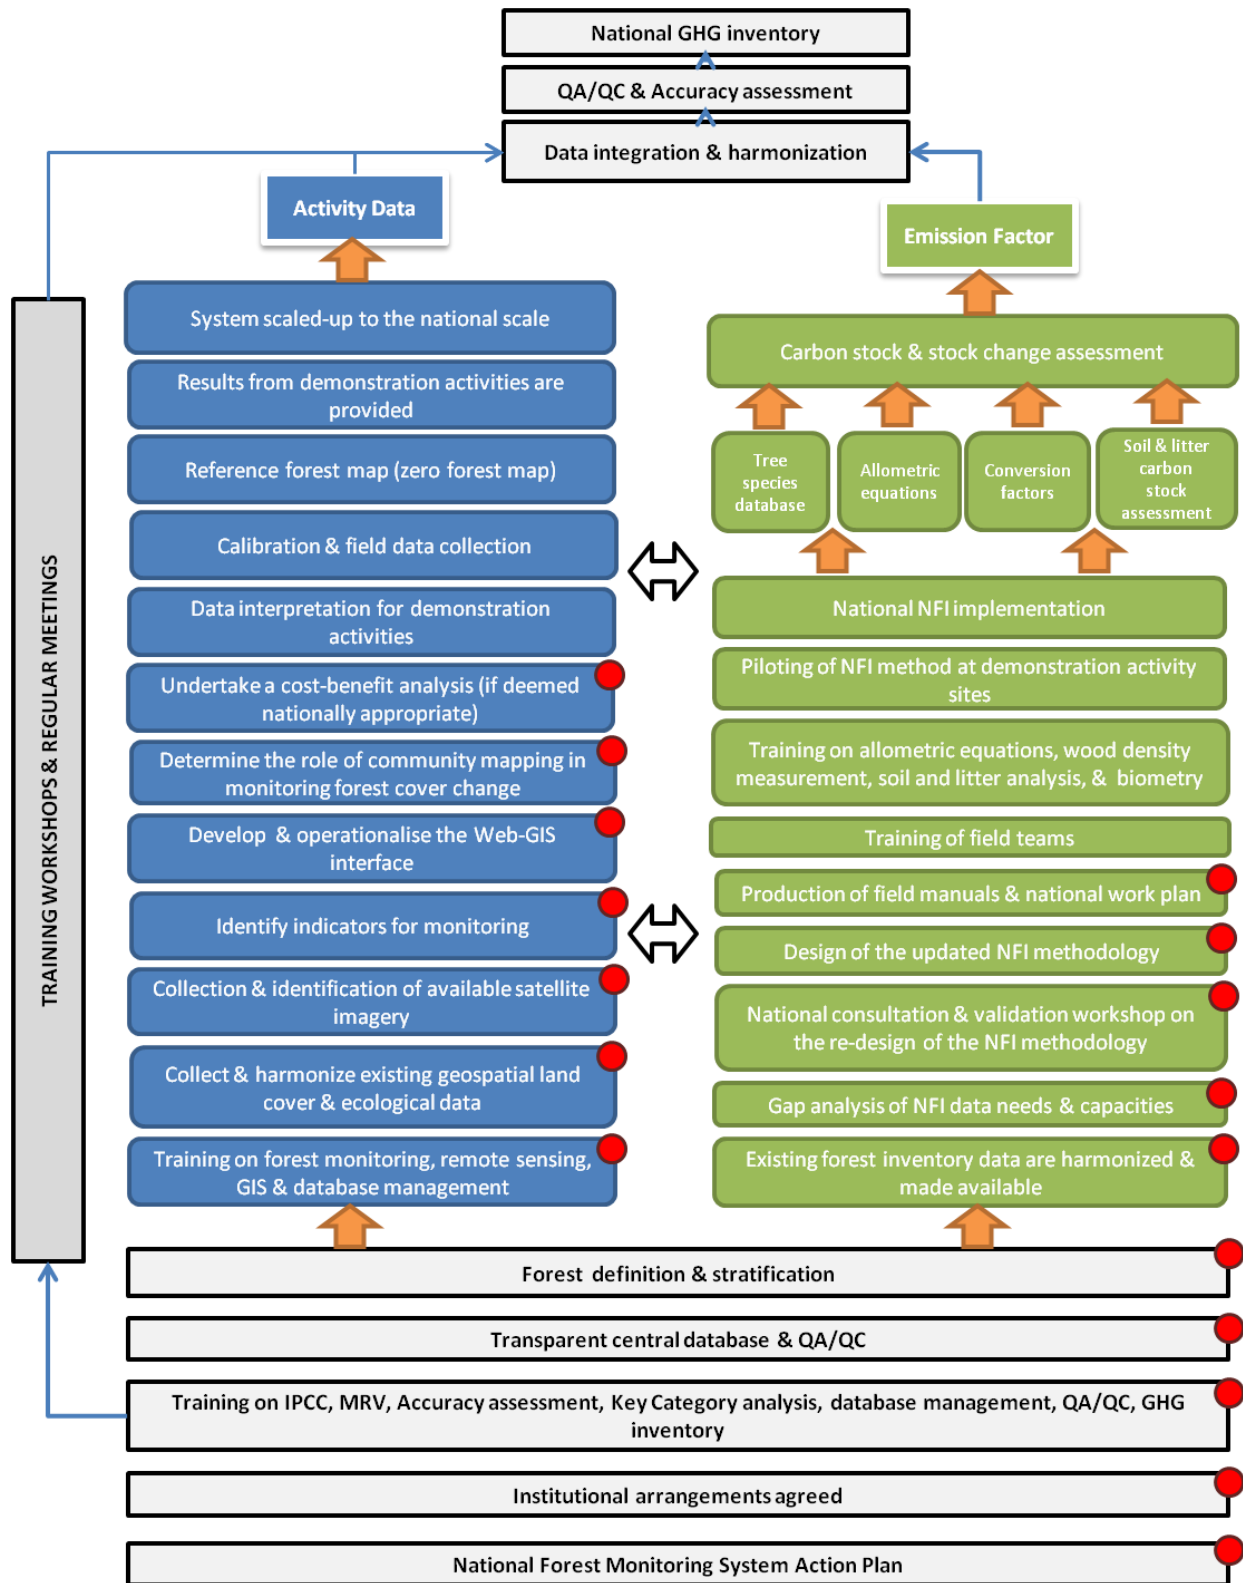 National GHG inventory
QA/QC & Accuracy assessment
Data integration & harmonization
Activity Data
Emission Factor
TRAINING WORKSHOPS & REGULAR MEETINGS
System scaled-up to the national scale
Results from demonstration activities are
provided
Reference forest map (zero forest map)
Calibration & field data collection
Data interpretation for demonstration
activities
Undertake a cost-benefit analysis (if deemed
nationally appropriate)
Determine the role of community mapping in
monitoring forest cover change
Develop & operationalise the Web-GIS
interface
Identify indicators for monitoring
Collection & identification of available satellite
imagery
Collect & harmonize existing geospatial land
cover & ecological data
Training on forest monitoring, remote sensing,
GIS & database management
Carbon stock & stock change assessment
Tree
species
database
Allometric
equations
Conversion
factors
Soil & litter
carbon
stock
assessment
National NFI implementation
Piloting of NFI method at demonstration activity
sites
Training on allometric equations, wood density
measurement, soil and litter analysis, & biometry
Training of field teams
Production of field manuals & national work plan
Design of the updated NFI methodology
National consultation & validation workshop on
the re-design of the NFI methodology
Gap analysis of NFI data needs & capacities
Existing forest inventory data are harmonized &
made available
Forest definition & stratification
Transparent central database & QA/QC
Training on IPCC, MRV, Accuracy assessment, Key Category analysis, database management, QA/QC, GHG
inventory
Institutional arrangements agreed
National Forest Monitoring System Action Plan